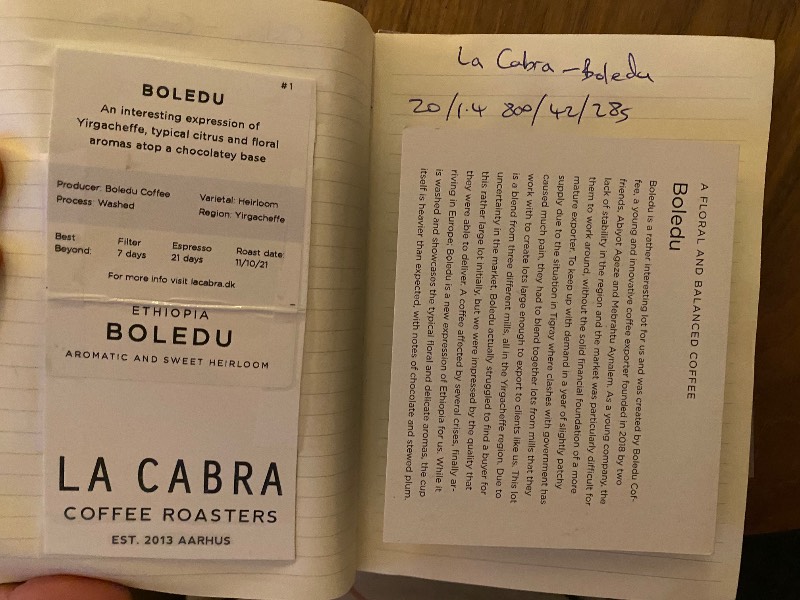 BOLEDU
#1
An interesting expression of
Yirgacheffe, typical citrus and floral
aromas atop a chocolatey base
Producer: Boledu Coffee
Process: Washed
Varietal: Heirloom
Region: Yirgacheffe
Best
Beyond:
Filter
7 days
Espresso
21 days
Roast date:
11/10/21
For more info visit lacabra.dk
ETHIOPIA
BOLEDU
AROMATIC AND SWEET HEIRLOOM
LA CABRA
COFFEE ROASTERS
EST. 2013 AARHUS
La Cabra - Boledu
20/1.4 800/42/285
A FLORAL AND BALANCED COFFEE
Boledu
Boledu is a rather interesting lot for us and was created by Boledu Cof-
fee, a young and innovative coffee exporter founded in 2018 by two
friends, Abiyot Ageze and Mebrahtu Aynalem. As a young company, the
lack of stability in the region and the market was particularly difficult for
them to work around, without the solid financial foundation of a more
mature exporter. To keep up with demand in a year of slightly patchy
supply due to the situation in Tigray where clashes with government has
caused much pain, they had to blend together lots from mills that they
work with to create lots large enough to export to clients like us. This lot
is a blend from three different mills, all in the Yirgacheffe region. Due to
uncertainty in the market, Boledu actually struggled to find a buyer for
this rather large lot initially, but we were impressed by the quality that
they were able to deliver. A coffee affected by several crises, finally ar-
riving in Europe; Boledu is a new expression of Ethiopia for us. While it
is washed and showcases the typical floral and delicate aromas, the cup
itself is heavier than expected, with notes of chocolate and stewed plum.